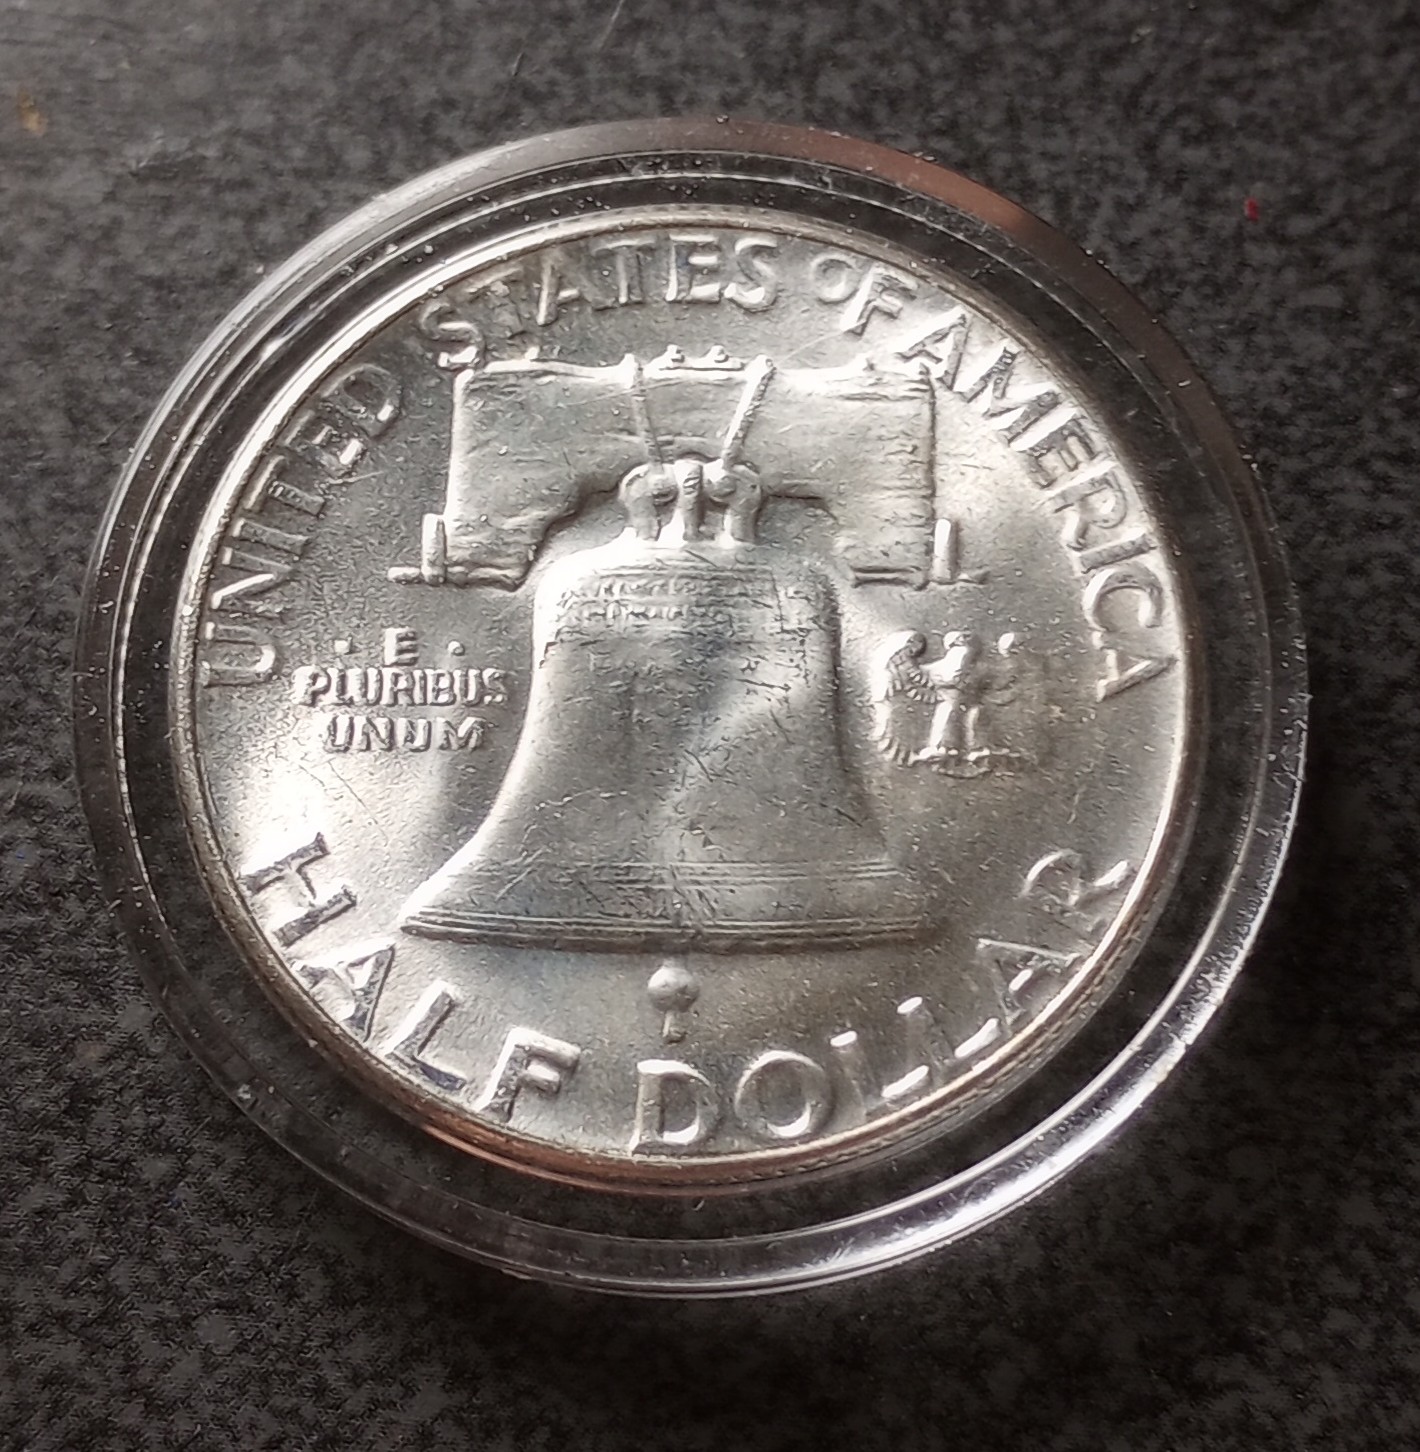 UNITED STATES OF AMERICA
· E ·
PLURIBUS
UNUM
HALF DOLLAR